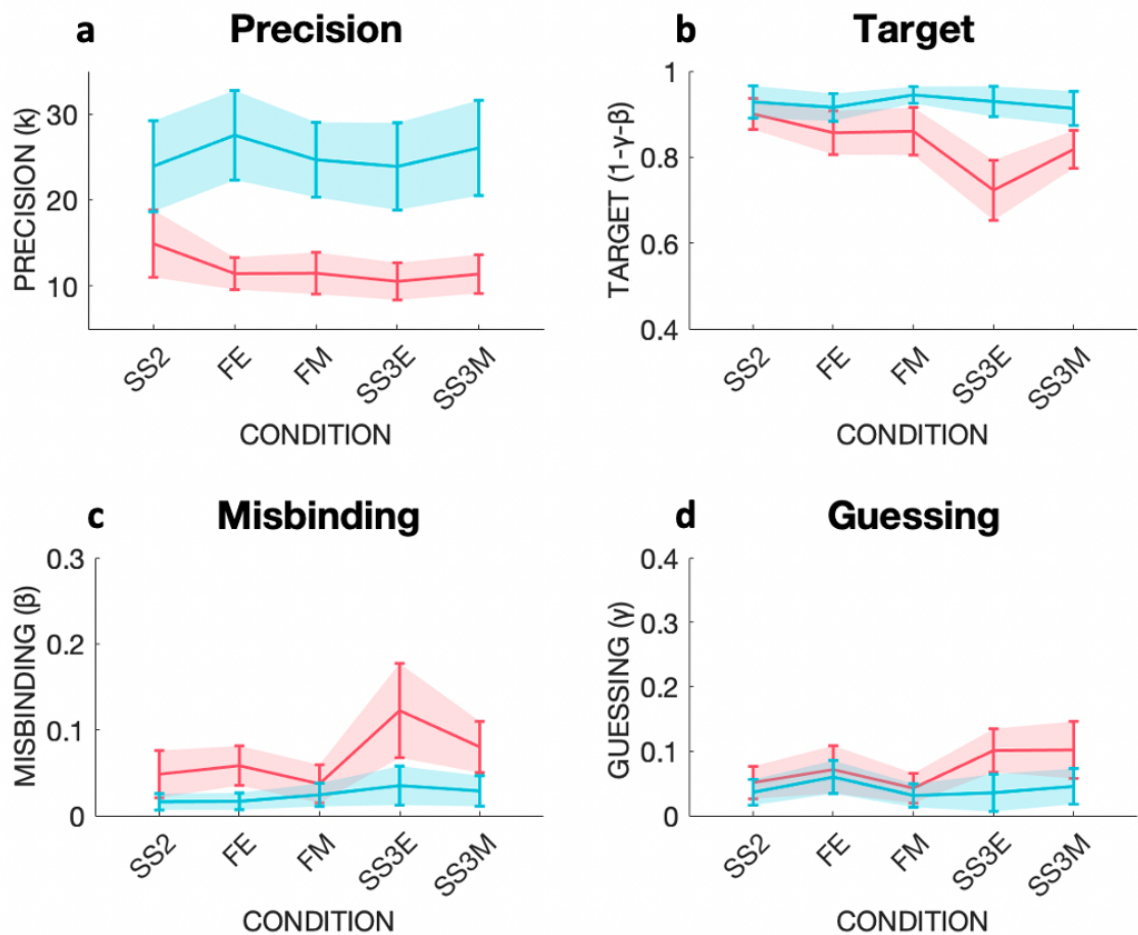 a Precision
PRECISION (k)
30
20
10
SS2 FE FM SS3E SS3M
CONDITION
b Target
TARGET (1-γ-β)
1
0.8
0.6
0.4
SS2 FE FM SS3E SS3M
CONDITION
c Misbinding
MISBINDING (β)
0.3
0.2
0.1
0
SS2 FE FM SS3E SS3M
CONDITION
d Guessing
GUESSING (γ)
0.4
0.3
0.2
0.1
0
SS2 FE FM SS3E SS3M
CONDITION